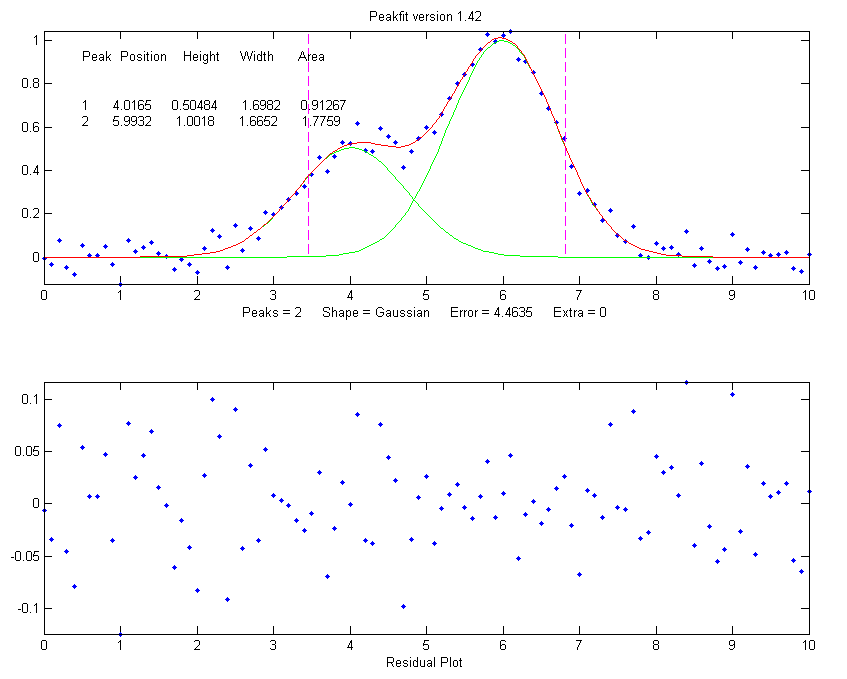 Peakfit version 1.42
Peak Position Height Width Area
1 4.0165 0.50484 1.6982 0.91267
2 5.9932 1.0018 1.6652 1.7759
1
0.8
0.6
0.4
0.2
0
0 1 2 3 4 5 6 7 8 9 10
Peaks = 2 Shape = Gaussian Error = 4.4635 Extra = 0
0.1
0.05
0
-0.05
-0.1
0 1 2 3 4 5 6 7 8 9 10
Residual Plot